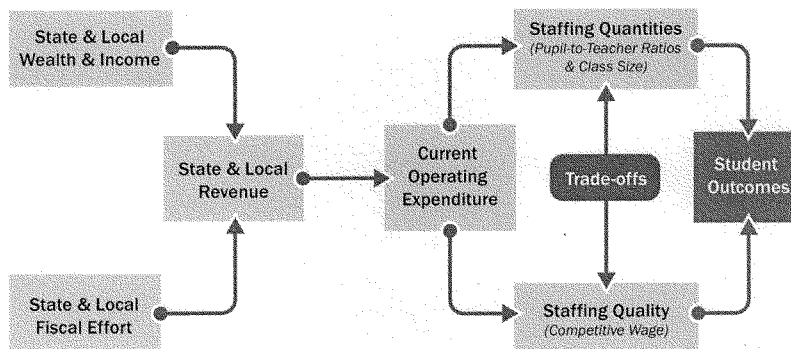 State & Local
Wealth & Income
State & Local
Revenue
State & Local
Fiscal Effort
Current
Operating
Expenditure
Staffing Quantities
(Pupil-to-Teacher Ratios
& Class Size)
Trade-offs
Staffing Quality
(Competitive Wage)
Student
Outcomes